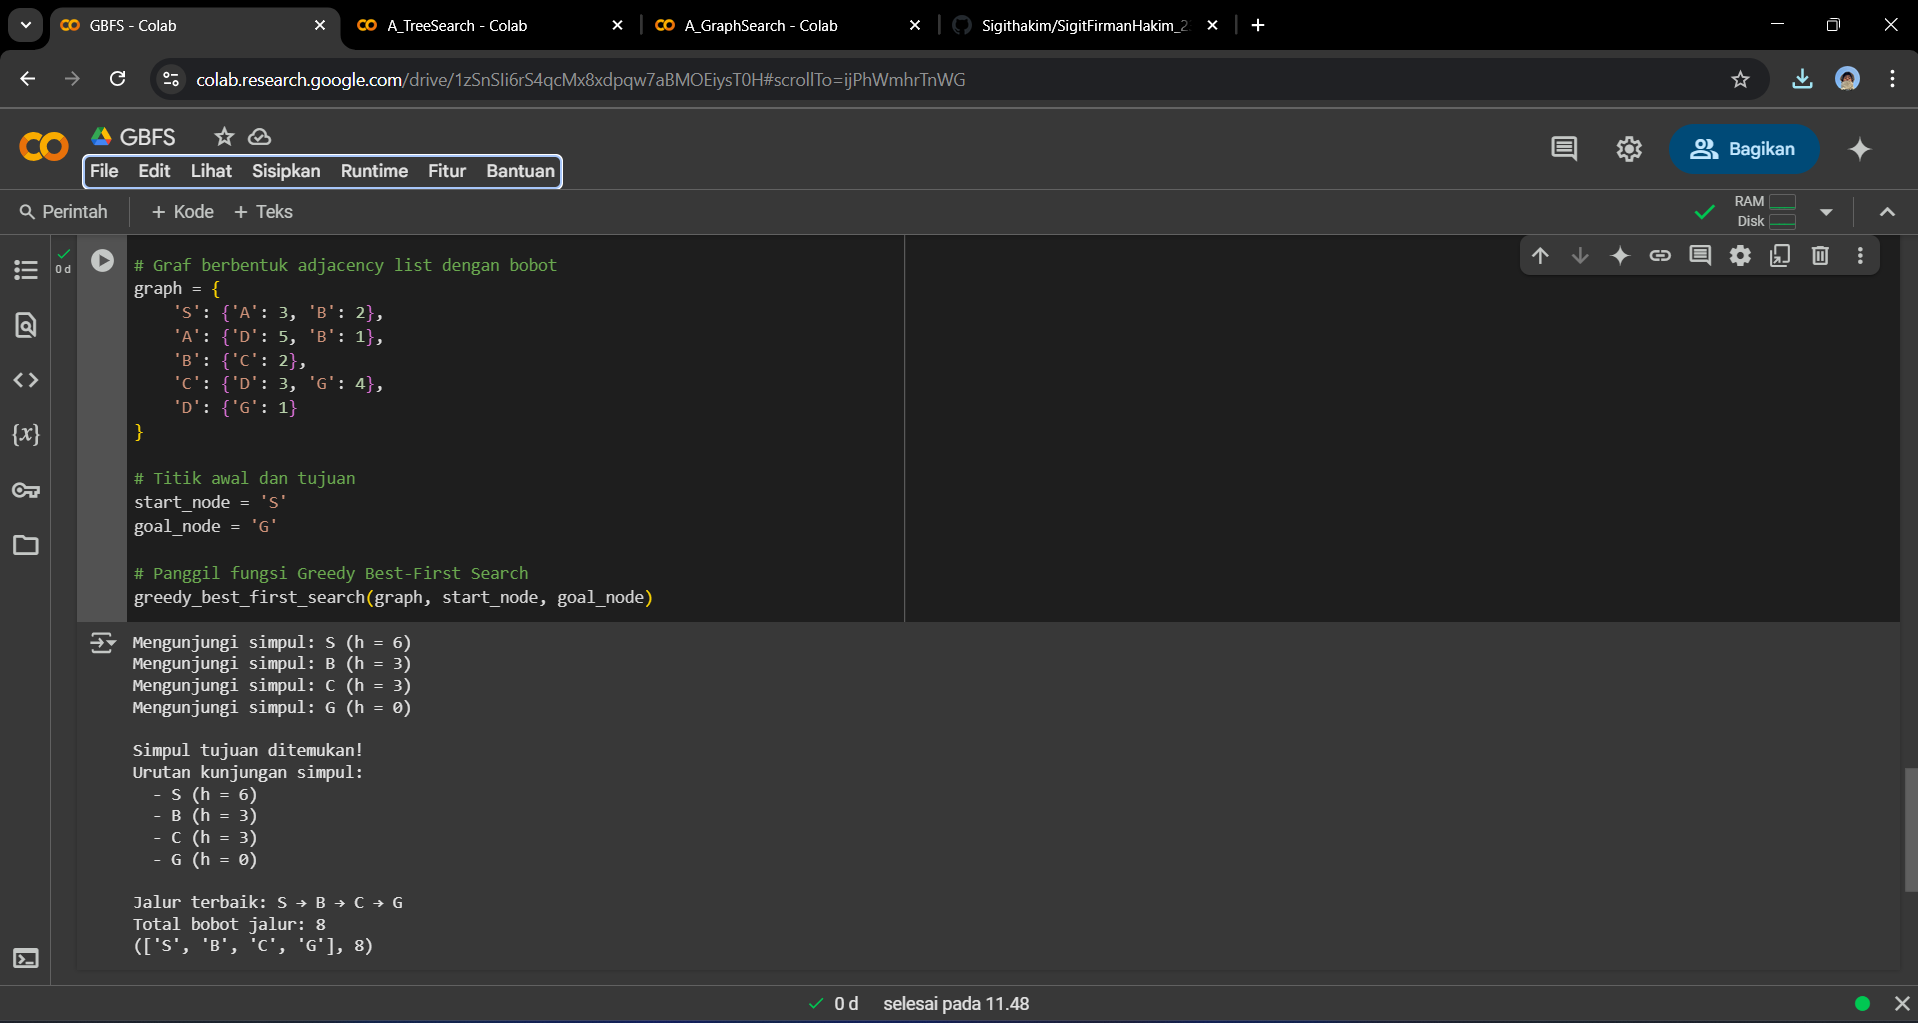 GBFS - Colab
A_TreeSearch - Colab
A_GraphSearch - Colab
Sigithakim/SigitFirmanHakim_2
colab.research.google.com/drive/1zSnSIi6rS4qcMx8xdpqw7aBMOEiysT0H#scrollTo=ijPhWmhrTnWG
GBFS
File Edit Lihat Sisipkan Runtime Fitur Bantuan
Bagikan
Perintah + Kode + Teks
RAM
Disk
0 d
# Graf berbentuk adjacency list dengan bobot
graph = {
    'S': {'A': 3, 'B': 2},
    'A': {'D': 5, 'B': 1},
    'B': {'C': 2},
    'C': {'D': 3, 'G': 4},
    'D': {'G': 1}
}
# Titik awal dan tujuan
start_node = 'S'
goal_node = 'G'
# Panggil fungsi Greedy Best-First Search
greedy_best_first_search(graph, start_node, goal_node)
Mengunjungi simpul: S (h = 6)
Mengunjungi simpul: B (h = 3)
Mengunjungi simpul: C (h = 3)
Mengunjungi simpul: G (h = 0)
Simpul tujuan ditemukan!
Urutan kunjungan simpul:
  - S (h = 6)
  - B (h = 3)
  - C (h = 3)
  - G (h = 0)
Jalur terbaik: S → B → C → G
Total bobot jalur: 8
(['S', 'B', 'C', 'G'], 8)
0 d selesai pada 11.48